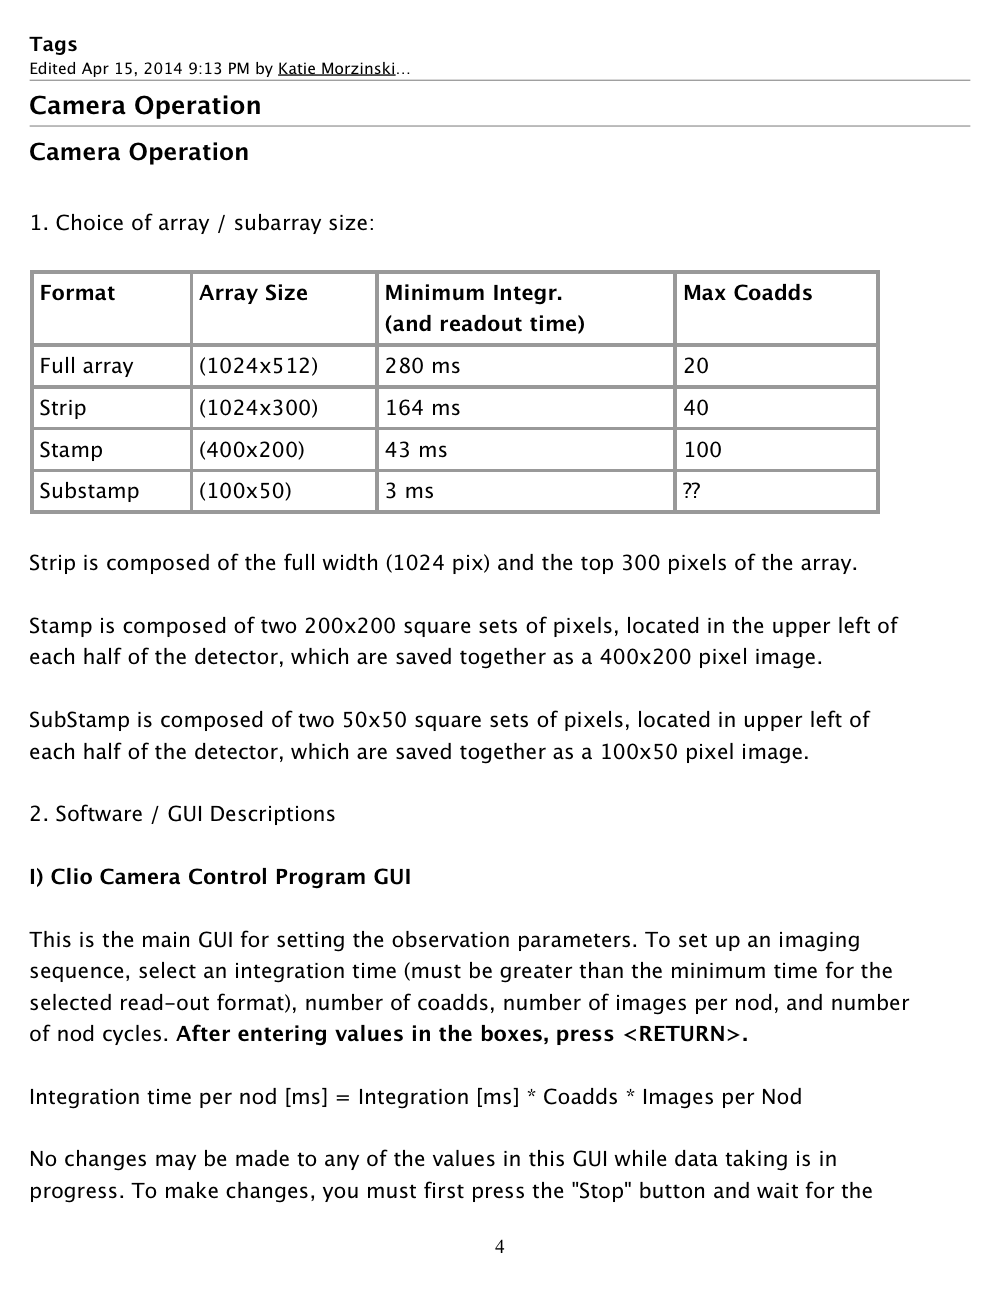 Tags
Edited Apr 15, 2014 9:13 PM by Katie Morzinski...
Camera Operation
Camera Operation
1. Choice of array / subarray size:
Format Array Size Minimum Integr. Max Coadds
(and readout time)
Full array (1024x512) 280 ms 20
Strip (1024x300) 164 ms 40
Stamp (400x200) 43 ms 100
Substamp (100x50) 3 ms ??
Strip is composed of the full width (1024 pix) and the top 300 pixels of the array.
Stamp is composed of two 200x200 square sets of pixels, located in the upper left of
each half of the detector, which are saved together as a 400x200 pixel image.
SubStamp is composed of two 50x50 square sets of pixels, located in upper left of
each half of the detector, which are saved together as a 100x50 pixel image.
2. Software / GUI Descriptions
I) Clio Camera Control Program GUI
This is the main GUI for setting the observation parameters. To set up an imaging
sequence, select an integration time (must be greater than the minimum time for the
selected read-out format), number of coadds, number of images per nod, and number
of nod cycles. After entering values in the boxes, press <RETURN>.
Integration time per nod [ms] = Integration [ms] * Coadds * Images per Nod
No changes may be made to any of the values in this GUI while data taking is in
progress. To make changes, you must first press the "Stop" button and wait for the
4